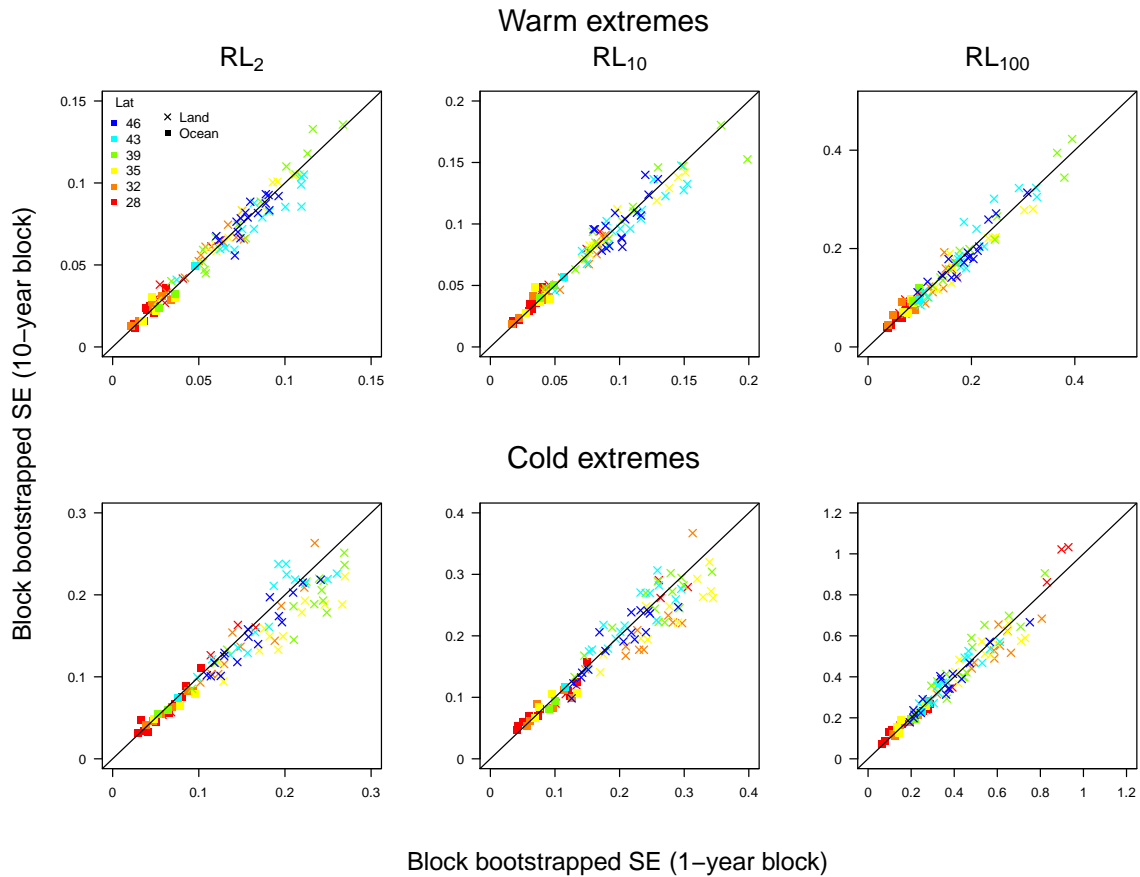 Warm extremes
RL2 RL10 RL100
Lat
46 Land
43 Ocean
39
35
32
28
0.15
0.1
0.05
0
0 0.05 0.1 0.15
0.2
0.15
0.1
0.05
0
0 0.05 0.1 0.15 0.2
0.4
0.2
0
0 0.2 0.4
Block bootstrapped SE (10−year block)
Cold extremes
0.3
0.2
0.1
0
0 0.1 0.2 0.3
0.4
0.3
0.2
0.1
0
0 0.1 0.2 0.3 0.4
1.2
1
0.8
0.6
0.4
0.2
0
0 0.2 0.4 0.6 0.8 1 1.2
Block bootstrapped SE (1−year block)